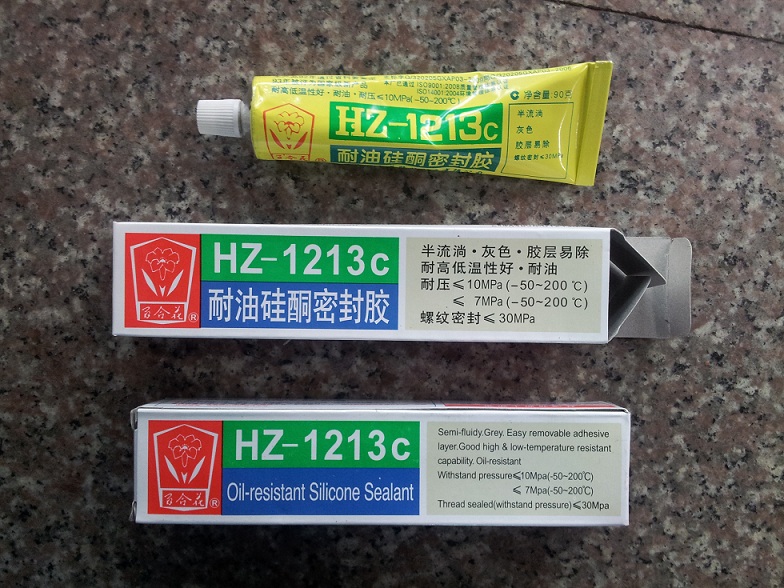 耐高低温性好·耐油·耐压≤10MPa(-50~200℃)
HZ-1213c
耐油硅酮密封胶
净含量:90克
半流淌
灰色
胶层易除
螺纹密封≤30MPa
HZ-1213c
耐油硅酮密封胶
百合花®
半流淌·灰色·胶层易除
耐高低温性好·耐油
耐压≤10MPa(-50~200℃)
≤ 7MPa(-50~200℃)
螺纹密封≤30MPa
HZ-1213c
Oil-resistant Silicone Sealant
百合花®
Semi-fluidy.Grey. Easy removable adhesive
layer.Good high & low-temperature resistant
capability. Oil-resistant
Withstand pressure≤10Mpa(-50~200℃)
≤ 7Mpa(-50~200℃)
Thread sealed(withstand pressure)≤30Mpa